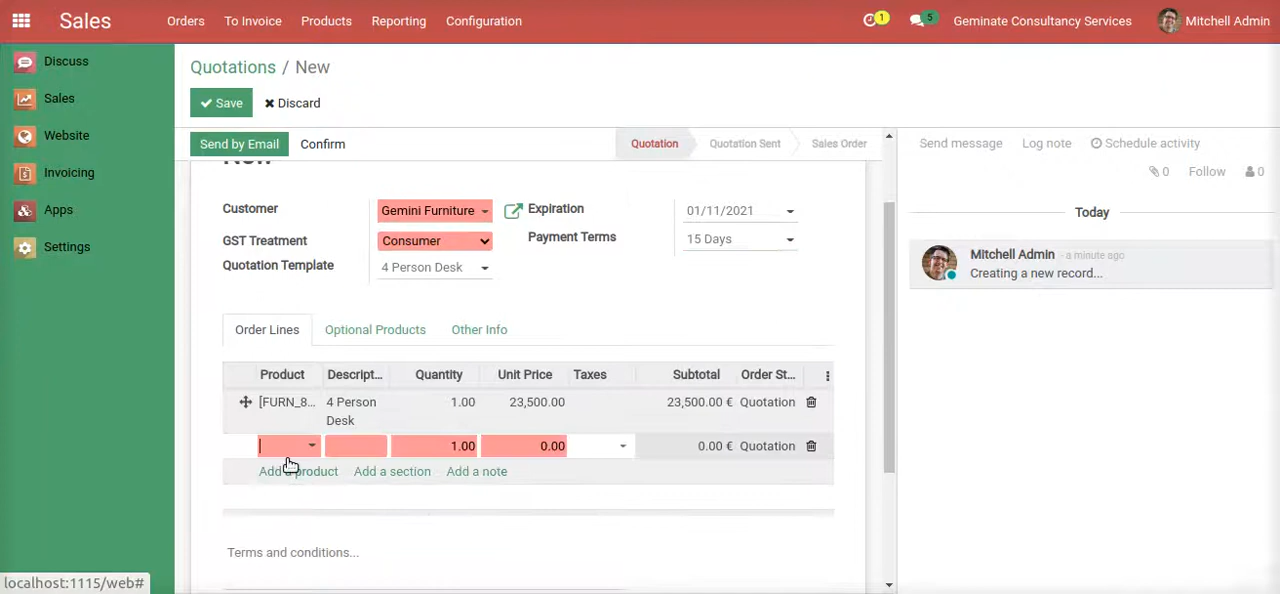 Sales Orders To Invoice Products Reporting Configuration 1 5 Geminate Consultancy Services Mitchell Admin
Discuss
Sales
Website
Invoicing
Apps
Settings
Quotations / New
Save Discard
Send by Email Confirm Quotation Quotation Sent Sales Order
Customer Gemini Furniture Expiration 01/11/2021
GST Treatment Consumer Payment Terms 15 Days
Quotation Template 4 Person Desk
Order Lines Optional Products Other Info
Product Descript... Quantity Unit Price Taxes Subtotal Order St...
[FURN_8... 4 Person Desk 1.00 23,500.00 23,500.00 € Quotation
1.00 0.00 0.00 € Quotation
Add a product Add a section Add a note
Terms and conditions...
Send message Log note Schedule activity
0 Follow 0
Today
Mitchell Admin - a minute ago
Creating a new record...
localhost:1115/web#